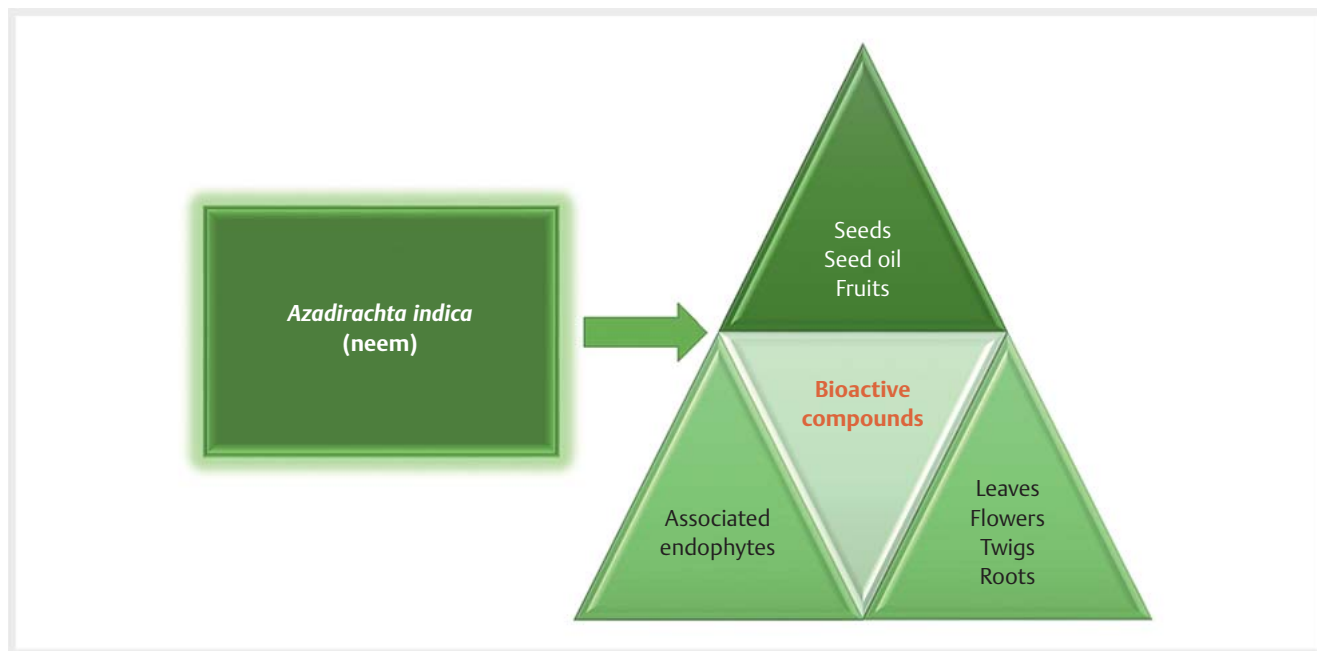 Azadirachta indica
(neem)
Seeds
Seed oil
Fruits
Bioactive
compounds
Associated
endophytes
Leaves
Flowers
Twigs
Roots